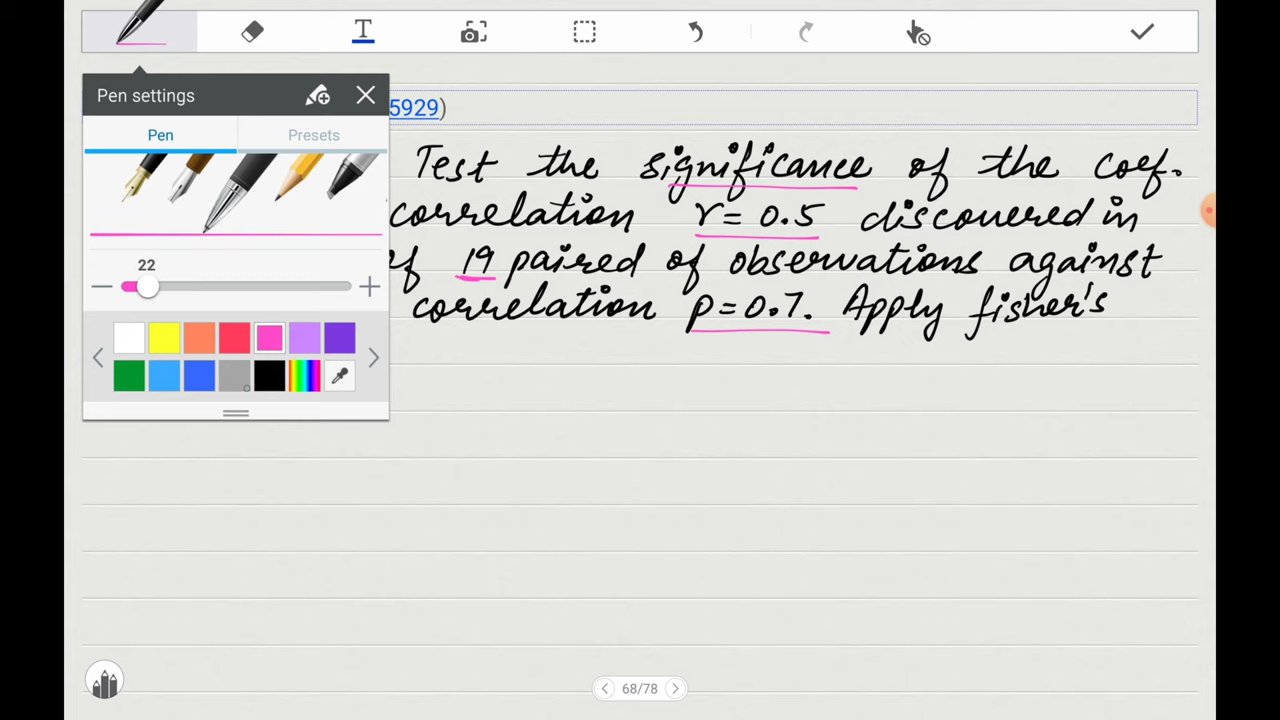 T
Pen settings
5929)
Pen Presets
Test the significance of the coef.
correlation r = 0.5 discovered in
22
of 19 paired of observations against
correlation p=0.7. Apply fisher's
68/78